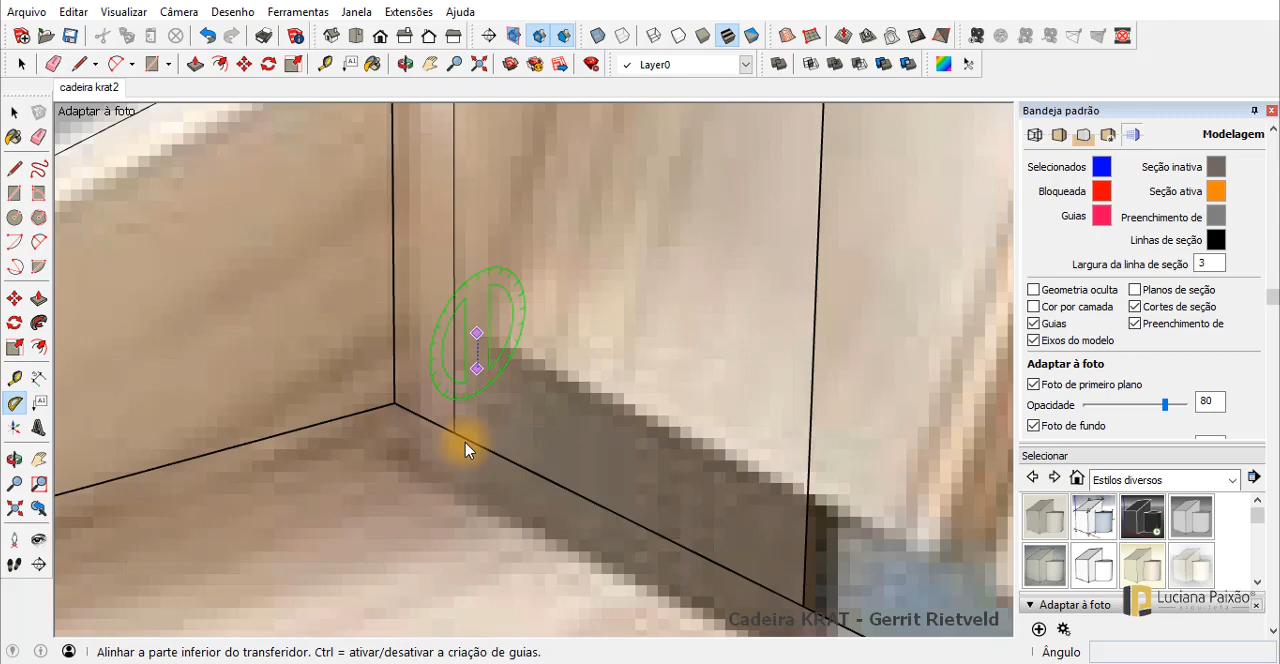 Arquivo Editar Visualizar Câmera Desenho Ferramentas Janela Extensões Ajuda
Layer0
cadeira krat2
Adaptar à foto
Bandeja padrão
Modelagem
Selecionados Seção inativa
Bloqueada Seção ativa
Guias Preenchimento de
Linhas de seção
Largura da linha de seção 3
Geometria oculta Planos de seção
Cor por camada Cortes de seção
Guias Preenchimento de
Eixos do modelo
Adaptar à foto
Foto de primeiro plano
Opacidade 80
Foto de fundo
Selecionar
Estilos diversos
Luciana Paixão®
arquiteta
Adaptar à foto
Cadeira KRAT - Gerrit Rietveld
Alinhar a parte inferior do transferidor. Ctrl = ativar/desativar a criação de guias.
Ângulo